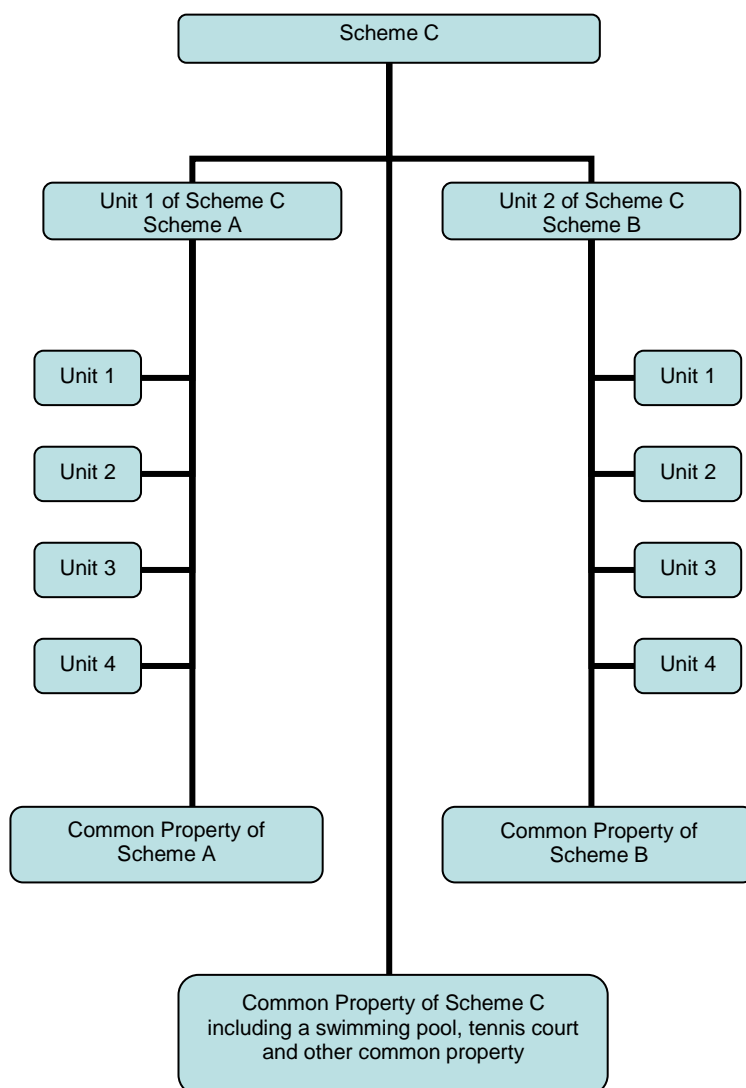 Scheme C
Unit 1 of Scheme C
Scheme A
Unit 2 of Scheme C
Scheme B
Unit 1
Unit 1
Unit 2
Unit 2
Unit 3
Unit 3
Unit 4
Unit 4
Common Property of
Scheme A
Common Property of
Scheme B
Common Property of Scheme C
including a swimming pool, tennis court
and other common property